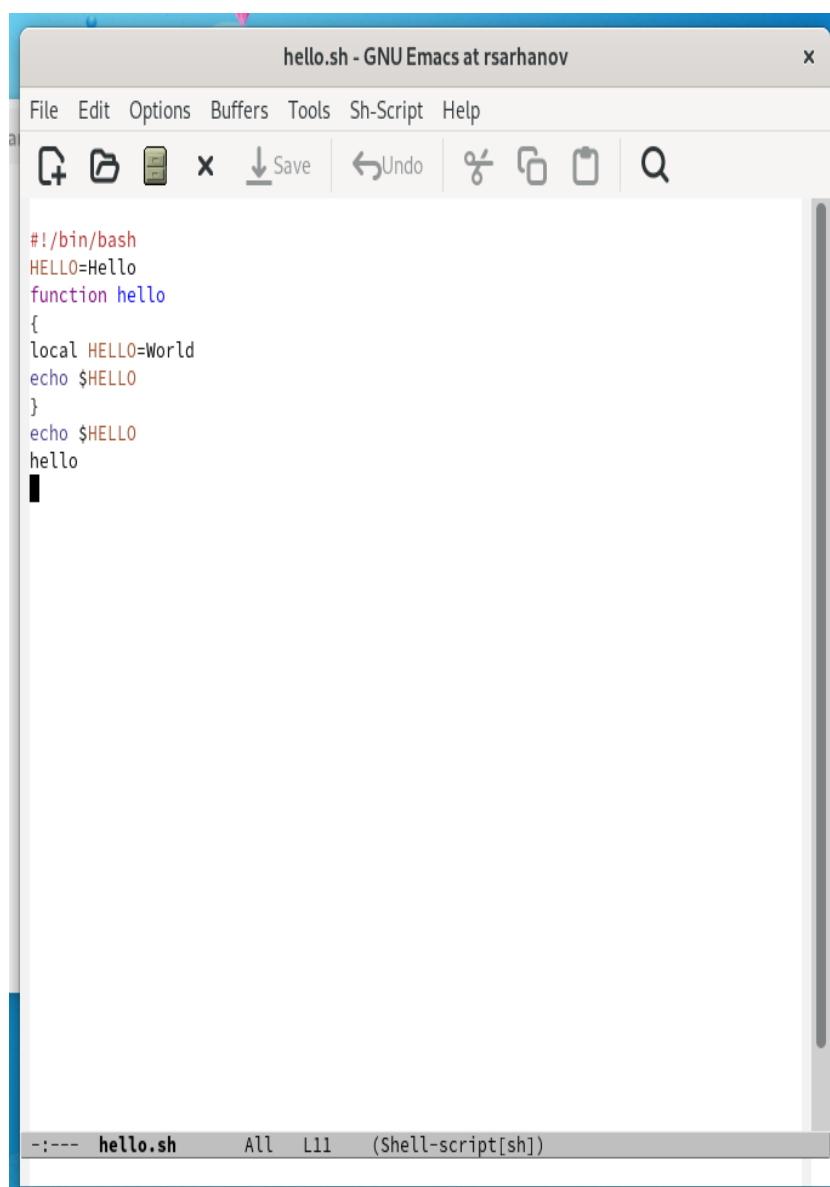 hello.sh - GNU Emacs at rsarhanov x
File Edit Options Buffers Tools Sh-Script Help
Save Undo
#!/bin/bash
HELLO=Hello
function hello
{
local HELLO=World
echo $HELLO
}
echo $HELLO
hello
-:--- hello.sh All L11 (Shell-script[sh])